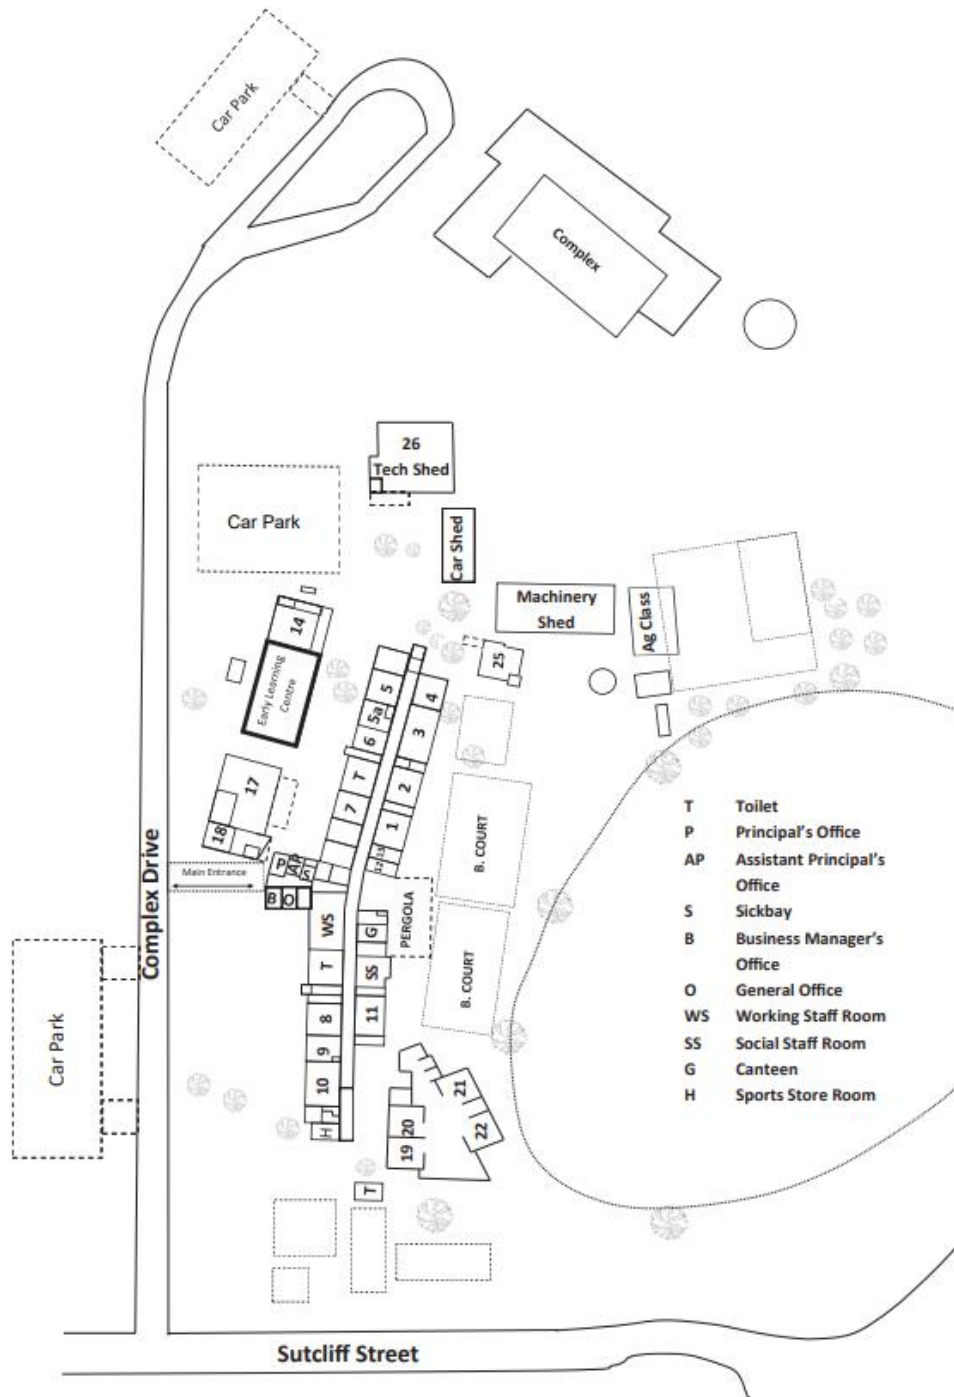 Car Park
Complex
26
Tech Shed
Car Park
Car Shed
Machinery
Shed
Ag Class
14
Early Learning
Centre
25
5
4
5a
3
6
T
2
7
1
17
18
13
12
P
AP
S
Main Entrance
B
O
WS
G
PERGOLA
B. COURT
T
SS
B. COURT
8
11
9
10
H
21
20
22
19
T
Complex Drive
Car Park
T Toilet
P Principal's Office
AP Assistant Principal's
Office
S Sickbay
B Business Manager's
Office
O General Office
WS Working Staff Room
SS Social Staff Room
G Canteen
H Sports Store Room
Sutcliff Street